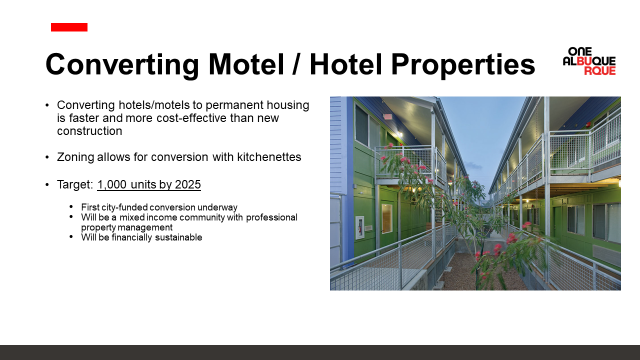 Converting Motel / Hotel Properties
ONE
ALBUQUE
RQUE
• Converting hotels/motels to permanent housing
is faster and more cost-effective than new
construction
• Zoning allows for conversion with kitchenettes
• Target: 1,000 units by 2025
• First city-funded conversion underway
• Will be a mixed income community with professional
property management
• Will be financially sustainable